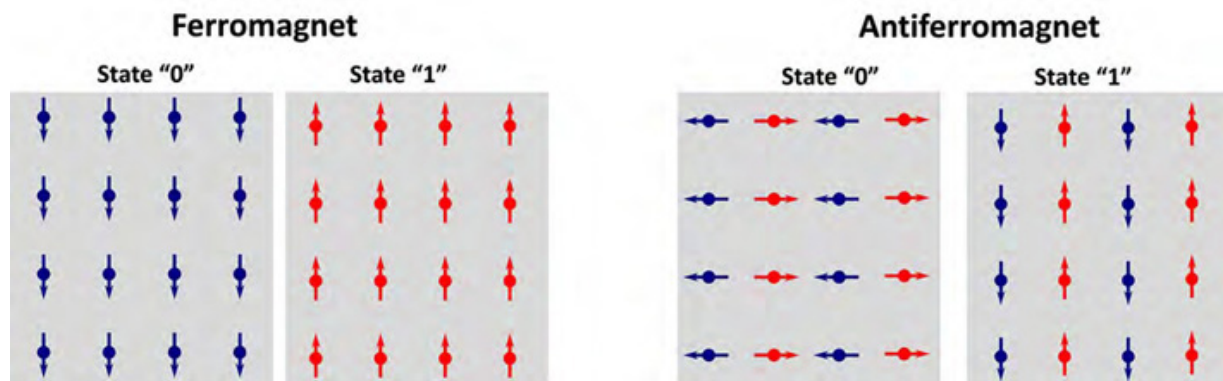 Ferromagnet
State “0”
State “1”
Antiferromagnet
State “0”
State “1”